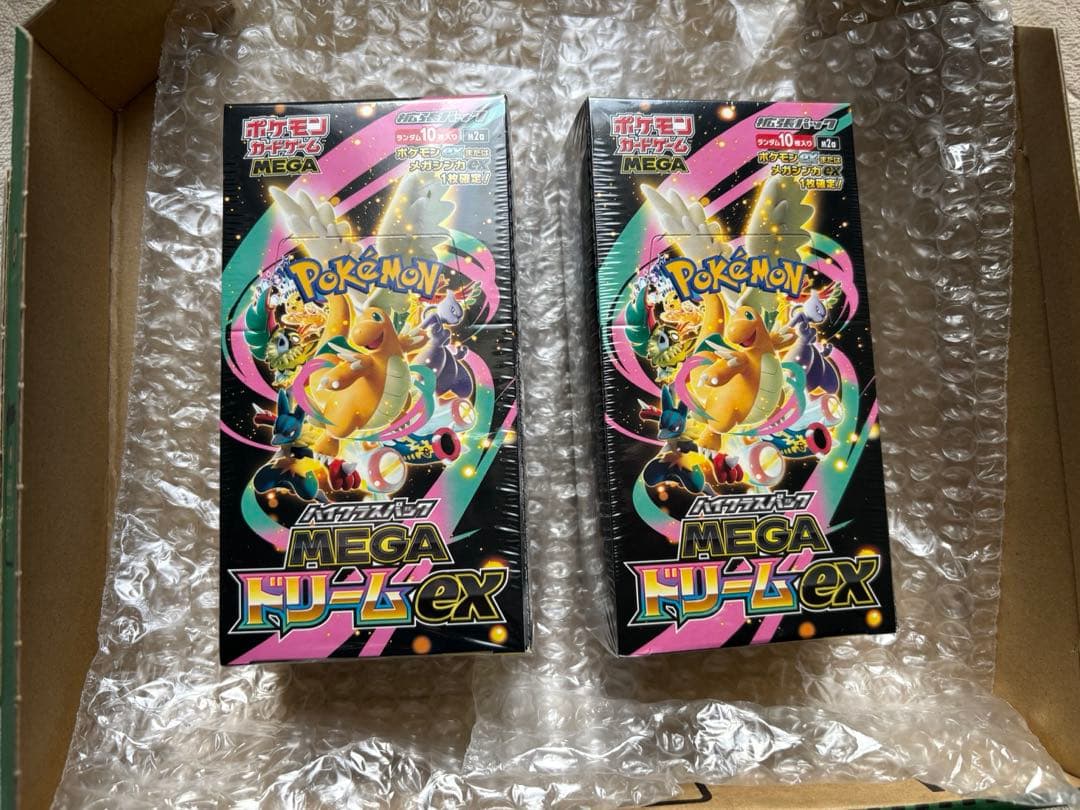 ポケモン
カードゲーム
MEGA
拡張パック
ランダム10枚入り
M2a
ポケモンexまたは
メガシンカex
1枚確定!
POKÉMON
ハイクラスパック
MEGA
ドリームex
ポケモン
カードゲーム
MEGA
拡張パック
ランダム10枚入り
M2a
ポケモンexまたは
メガシンカex
1枚確定!
POKÉMON
ハイクラスパック
MEGA
ドリームex